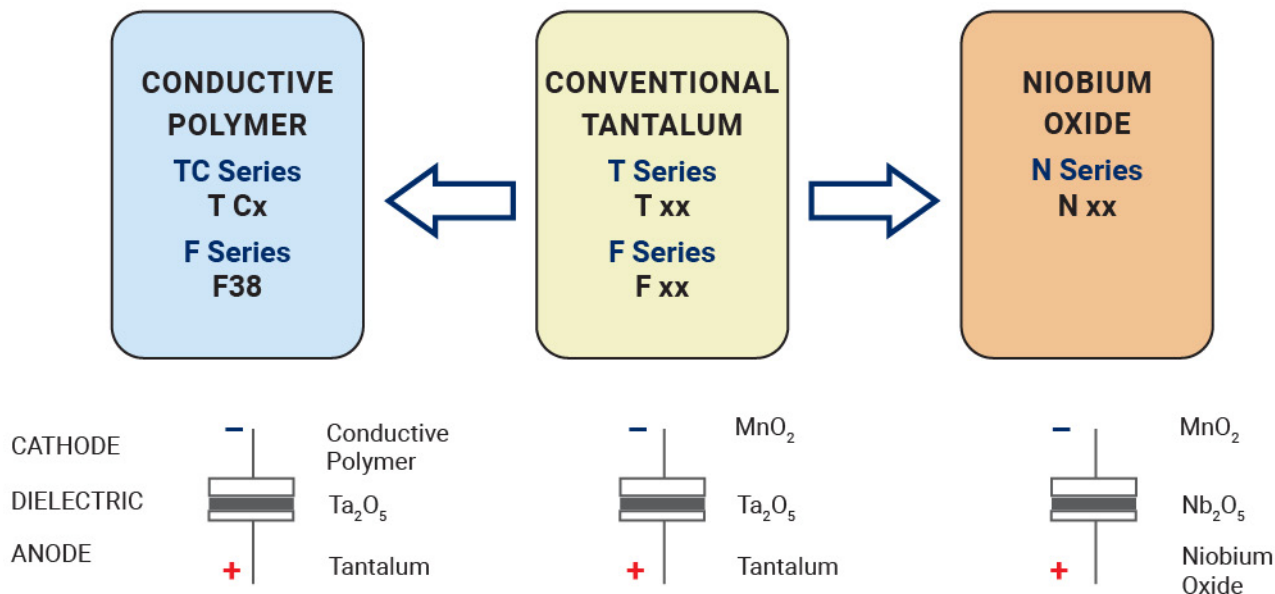 CONDUCTIVE
POLYMER
TC Series
T Cx
F Series
F38
CONVENTIONAL
TANTALUM
T Series
T xx
F Series
F xx
NIOBIUM
OXIDE
N Series
N xx
CATHODE
DIELECTRIC
ANODE
−
Conductive
Polymer
Ta₂O₅
+
Tantalum
−
MnO₂
Ta₂O₅
+
Tantalum
−
MnO₂
Nb₂O₅
+
Niobium
Oxide